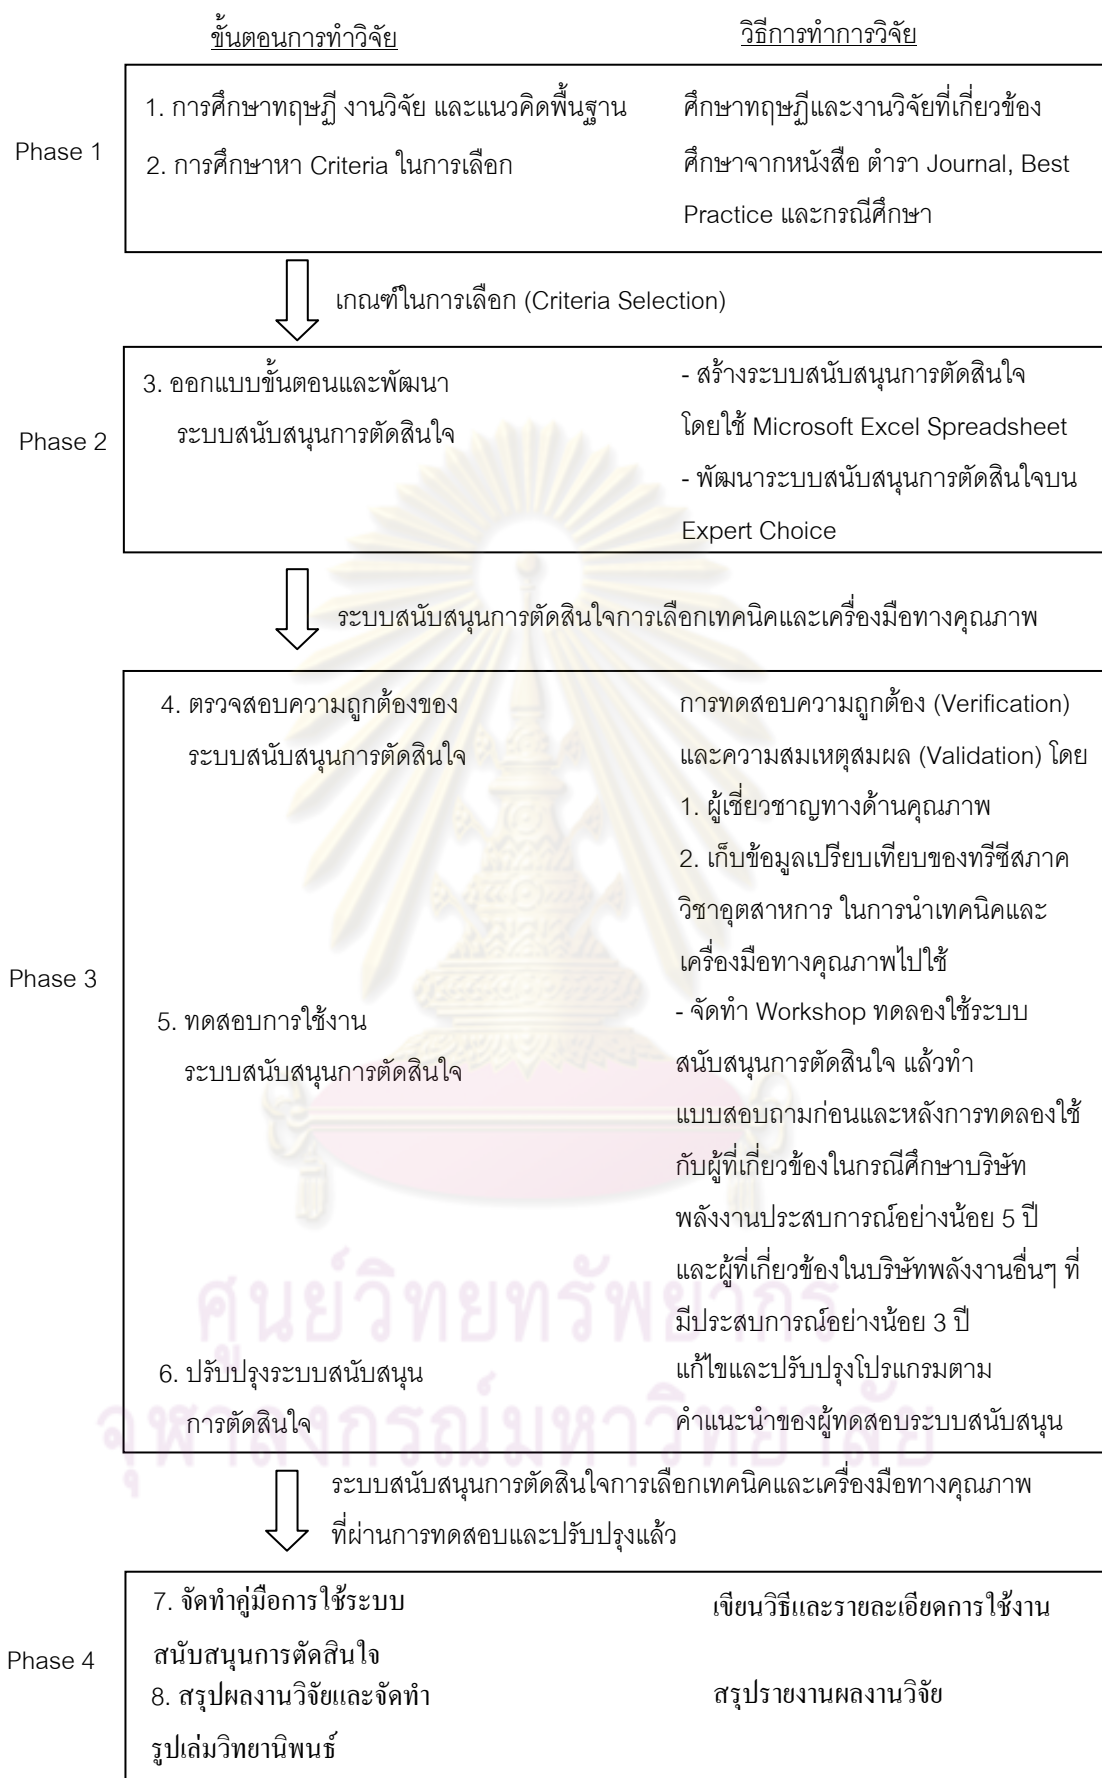 ขั้นตอนการทำวิจัย
วิธีการทำการวิจัย
Phase 1
1. การศึกษาทฤษฏี งานวิจัย และแนวคิดพื้นฐาน
2. การศึกษาหา Criteria ในการเลือก
ศึกษาทฤษฏีและงานวิจัยที่เกี่ยวข้อง
ศึกษาจากหนังสือ ตำรา Journal, Best
Practice และกรณีศึกษา
เกณฑ์ในการเลือก (Criteria Selection)
Phase 2
3. ออกแบบขั้นตอนและพัฒนา
ระบบสนับสนุนการตัดสินใจ
- สร้างระบบสนับสนุนการตัดสินใจ
โดยใช้ Microsoft Excel Spreadsheet
- พัฒนาระบบสนับสนุนการตัดสินใจบน
Expert Choice
ระบบสนับสนุนการตัดสินใจการเลือกเทคนิคและเครื่องมือทางคุณภาพ
Phase 3
4. ตรวจสอบความถูกต้องของ
ระบบสนับสนุนการตัดสินใจ
การทดสอบความถูกต้อง (Verification)
และความสมเหตุสมผล (Validation) โดย
1. ผู้เชี่ยวชาญทางด้านคุณภาพ
2. เก็บข้อมูลเปรียบเทียบของทรีซีสภาค
วิชาอุตสาหการ ในการนำเทคนิคและ
เครื่องมือทางคุณภาพไปใช้
5. ทดสอบการใช้งาน
ระบบสนับสนุนการตัดสินใจ
- จัดทำ Workshop ทดลองใช้ระบบ
สนับสนุนการตัดสินใจ แล้วทำ
แบบสอบถามก่อนและหลังการทดลองใช้
กับผู้ที่เกี่ยวข้องในกรณีศึกษาบริษัท
พลังงานประสบการณ์อย่างน้อย 5 ปี
และผู้ที่เกี่ยวข้องในบริษัทพลังงานอื่นๆ ที่
มีประสบการณ์อย่างน้อย 3 ปี
6. ปรับปรุงระบบสนับสนุน
การตัดสินใจ
แก้ไขและปรับปรุงโปรแกรมตาม
คำแนะนำของผู้ทดสอบระบบสนับสนุน
ศูนย์วิทยทรัพยากร
จุฬาลงกรณ์มหาวิทยาลัย
ระบบสนับสนุนการตัดสินใจการเลือกเทคนิคและเครื่องมือทางคุณภาพ
ที่ผ่านการทดสอบและปรับปรุงแล้ว
Phase 4
7. จัดทำคู่มือการใช้ระบบ
สนับสนุนการตัดสินใจ
เขียนวิธีและรายละเอียดการใช้งาน
8. สรุปผลงานวิจัยและจัดทำ
รูปเล่มวิทยานิพนธ์
สรุปรายงานผลงานวิจัย